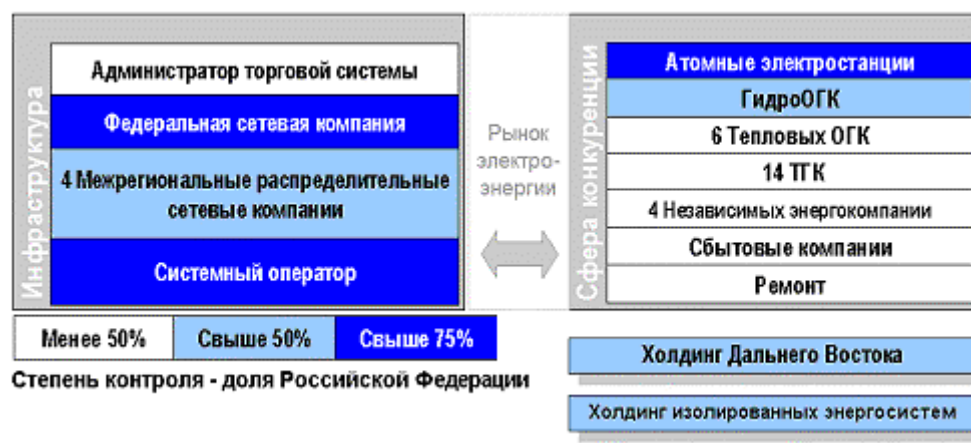 Инфраструктура
Администратор торговой системы
Федеральная сетевая компания
4 Межрегиональные распределительные
сетевые компании
Системный оператор
Рынок
электро-
энергии
Сфера конкуренции
Атомные электростанции
ГидроОГК
6 Тепловых ОГК
14 ТГК
4 Независимых энергокомпании
Сбытовые компании
Ремонт
Менее 50%
Свыше 50%
Свыше 75%
Степень контроля - доля Российской Федерации
Холдинг Дальнего Востока
Холдинг изолированных энергосистем